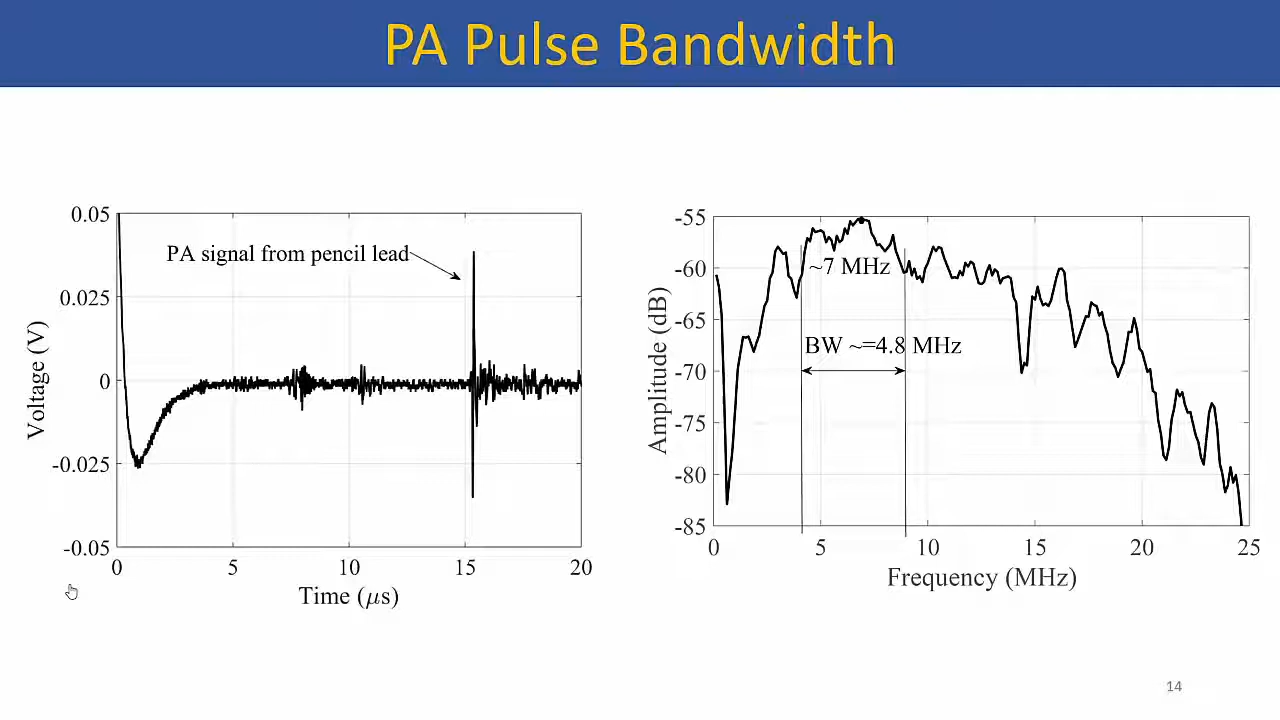 PA Pulse Bandwidth
0.05
0.025
0
-0.025
-0.05
Voltage (V)
PA signal from pencil lead
0 5 10 15 20
Time (μs)
-55
-60
-65
-70
-75
-80
-85
Amplitude (dB)
~7 MHz
BW ~=4.8 MHz
0 5 10 15 20 25
Frequency (MHz)
14